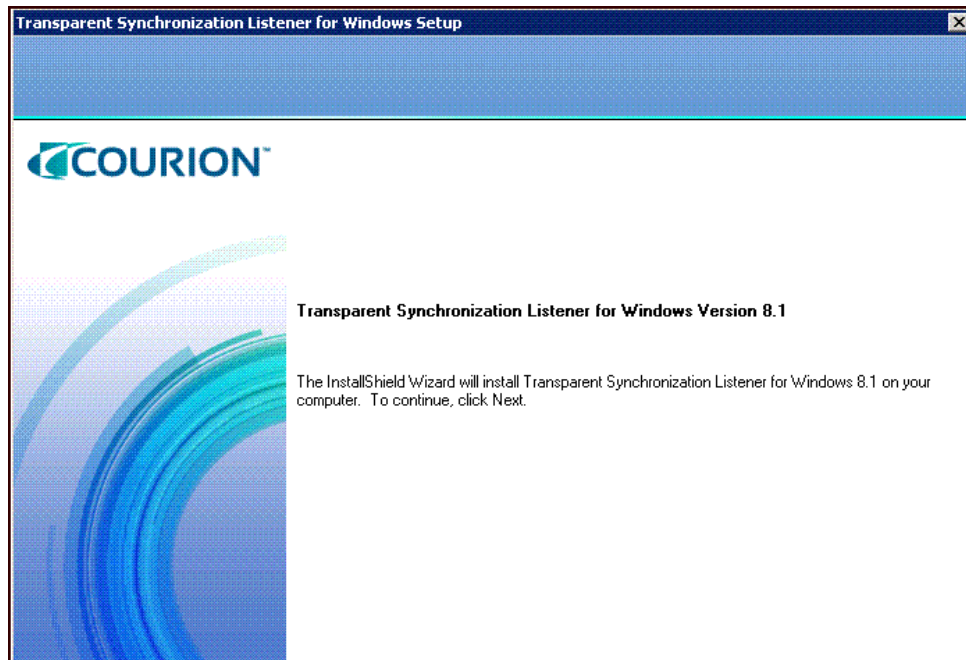 Transparent Synchronization Listener for Windows Setup
COURION™
Transparent Synchronization Listener for Windows Version 8.1
The InstallShield Wizard will install Transparent Synchronization Listener for Windows 8.1 on your
computer.  To continue, click Next.